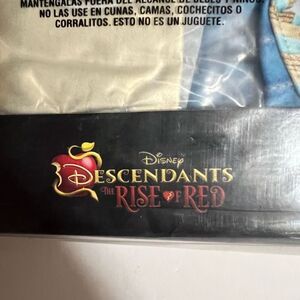 MANTÉNGALAS FUERA DEL ALCANCE DE BEBÉS Y NIÑOS.
NO LAS USE EN CUNAS, CAMAS, COCHECITOS O
CORRALITOS. ESTO NO ES UN JUGUETE.
Disney
DESCENDANTS
THE RISE OF RED